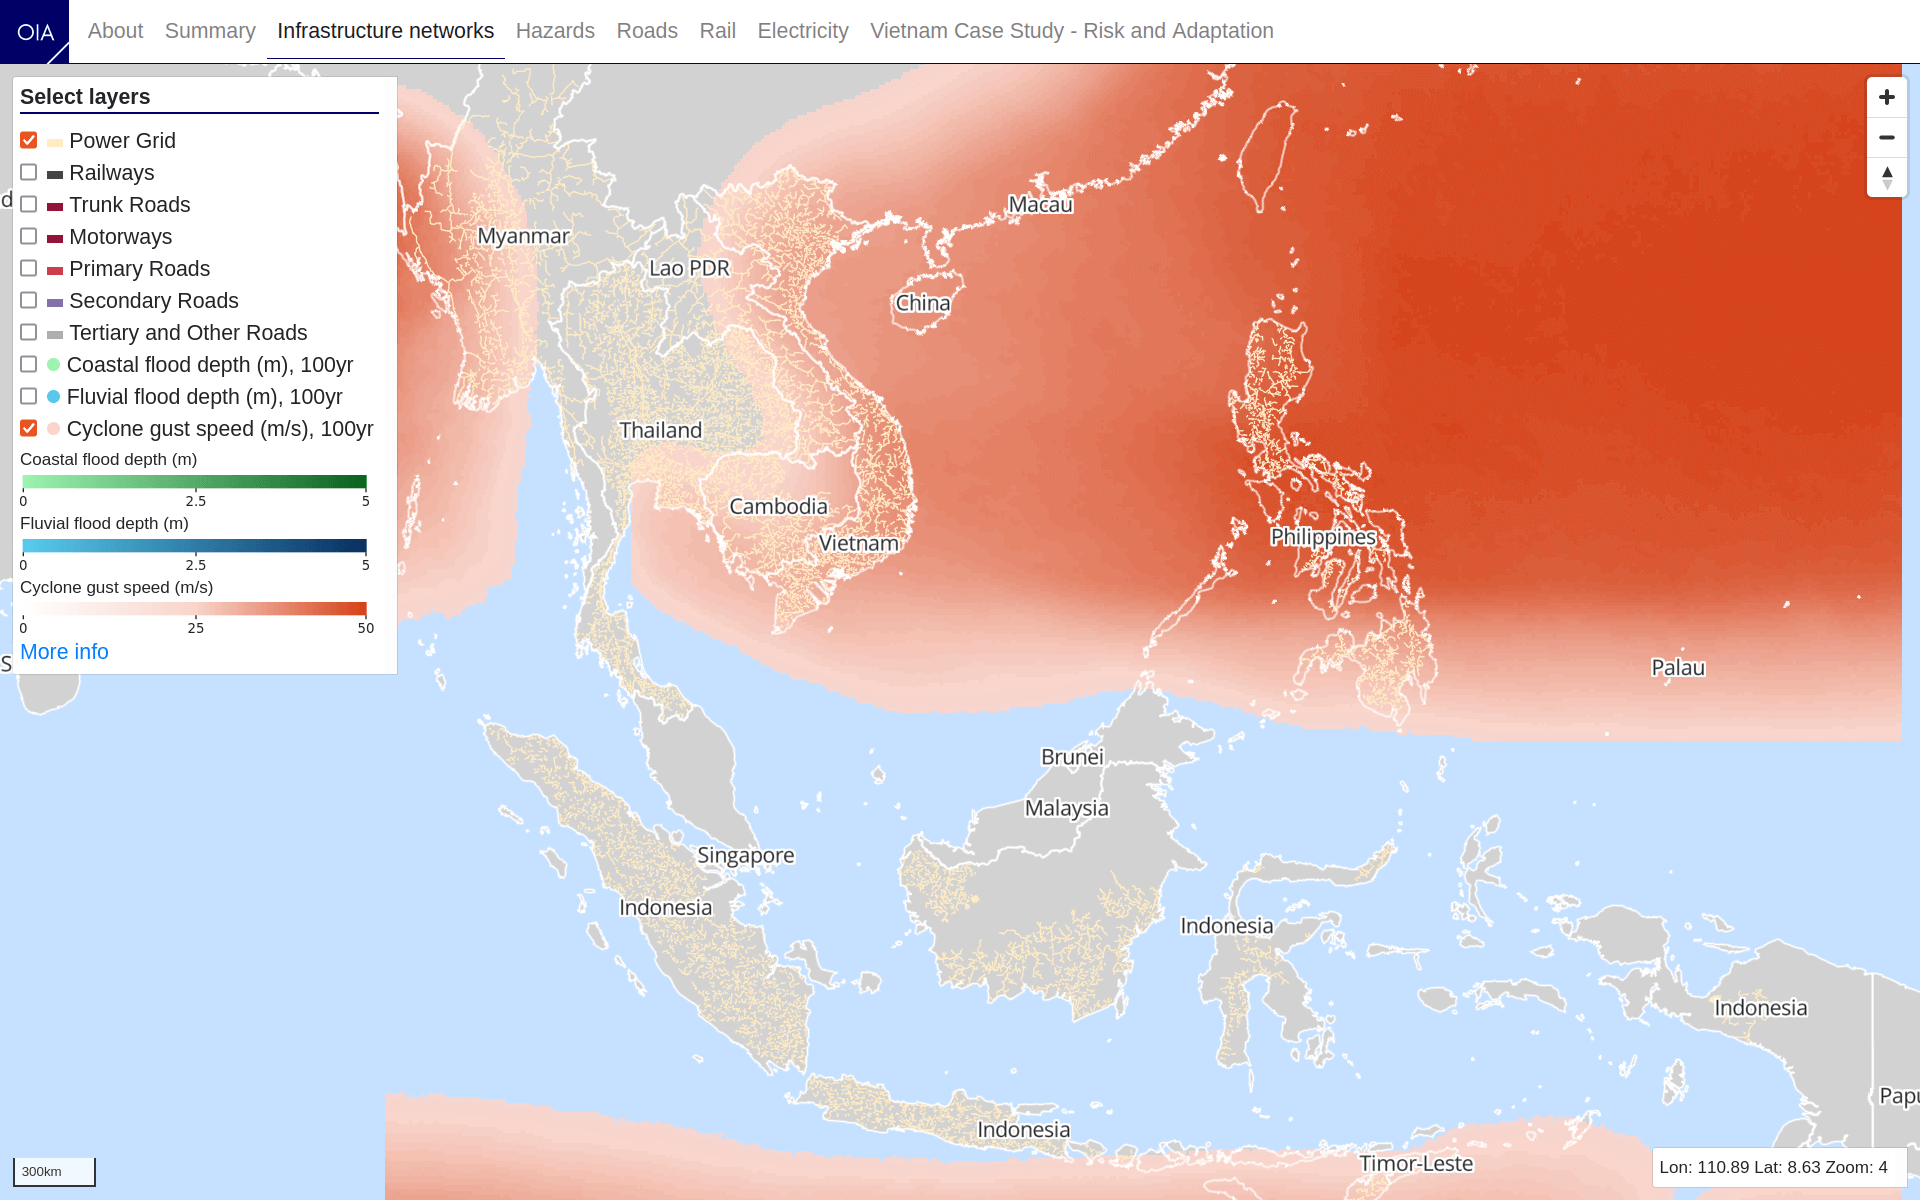 OIA
About Summary Infrastructure networks Hazards Roads Rail Electricity Vietnam Case Study - Risk and Adaptation
Select layers
Power Grid
Railways
Trunk Roads
Motorways
Primary Roads
Secondary Roads
Tertiary and Other Roads
Coastal flood depth (m), 100yr
Fluvial flood depth (m), 100yr
Cyclone gust speed (m/s), 100yr
Coastal flood depth (m)
0 2.5 5
Fluvial flood depth (m)
0 2.5 5
Cyclone gust speed (m/s)
0 25 50
More info
Macau
Myanmar
Lao PDR
China
Thailand
Cambodia
Vietnam
Philippines
Palau
Brunei
Malaysia
Singapore
Indonesia
Indonesia
Indonesia
Indonesia
Timor-Leste
300km
Lon: 110.89 Lat: 8.63 Zoom: 4